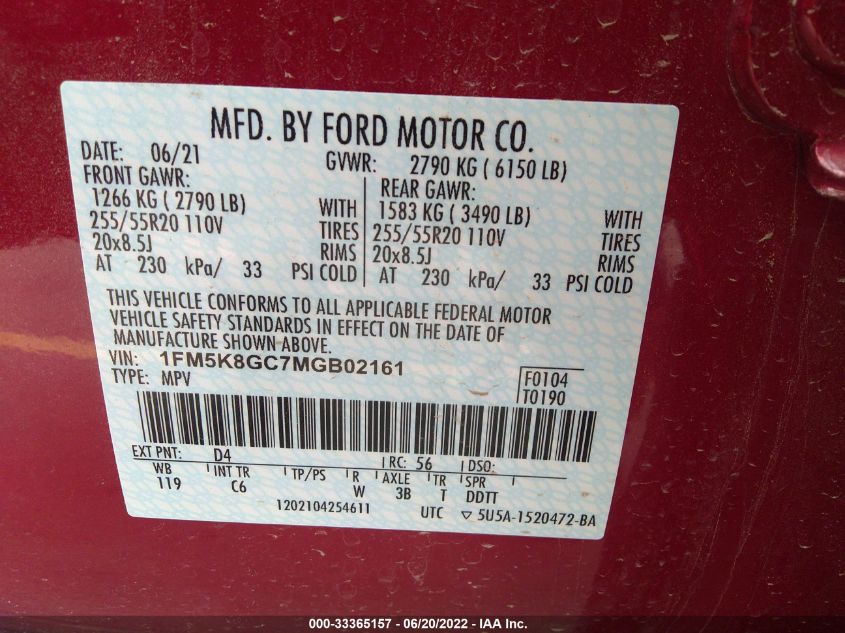 MFD. BY FORD MOTOR CO.
DATE: 06/21 GVWR: 2790 KG ( 6150 LB)
FRONT GAWR: REAR GAWR:
1266 KG ( 2790 LB) WITH 1583 KG ( 3490 LB) WITH
255/55R20 110V TIRES 255/55R20 110V TIRES
20x8.5J RIMS 20x8.5J RIMS
AT 230 kPa/ 33 PSI COLD AT 230 kPa/ 33 PSI COLD
THIS VEHICLE CONFORMS TO ALL APPLICABLE FEDERAL MOTOR
VEHICLE SAFETY STANDARDS IN EFFECT ON THE DATE OF
MANUFACTURE SHOWN ABOVE.
VIN: 1FM5K8GC7MGB02161
TYPE: MPV F0104
T0190
EXT PNT: D4 RC: 56 DSO:
WB INT TR TP/PS R AXLE TR SPR
119 C6 W 3B T DDTT
1202104254611 UTC ▽ 5U5A-1520472-BA
000-33365157 - 06/20/2022 - IAA Inc.